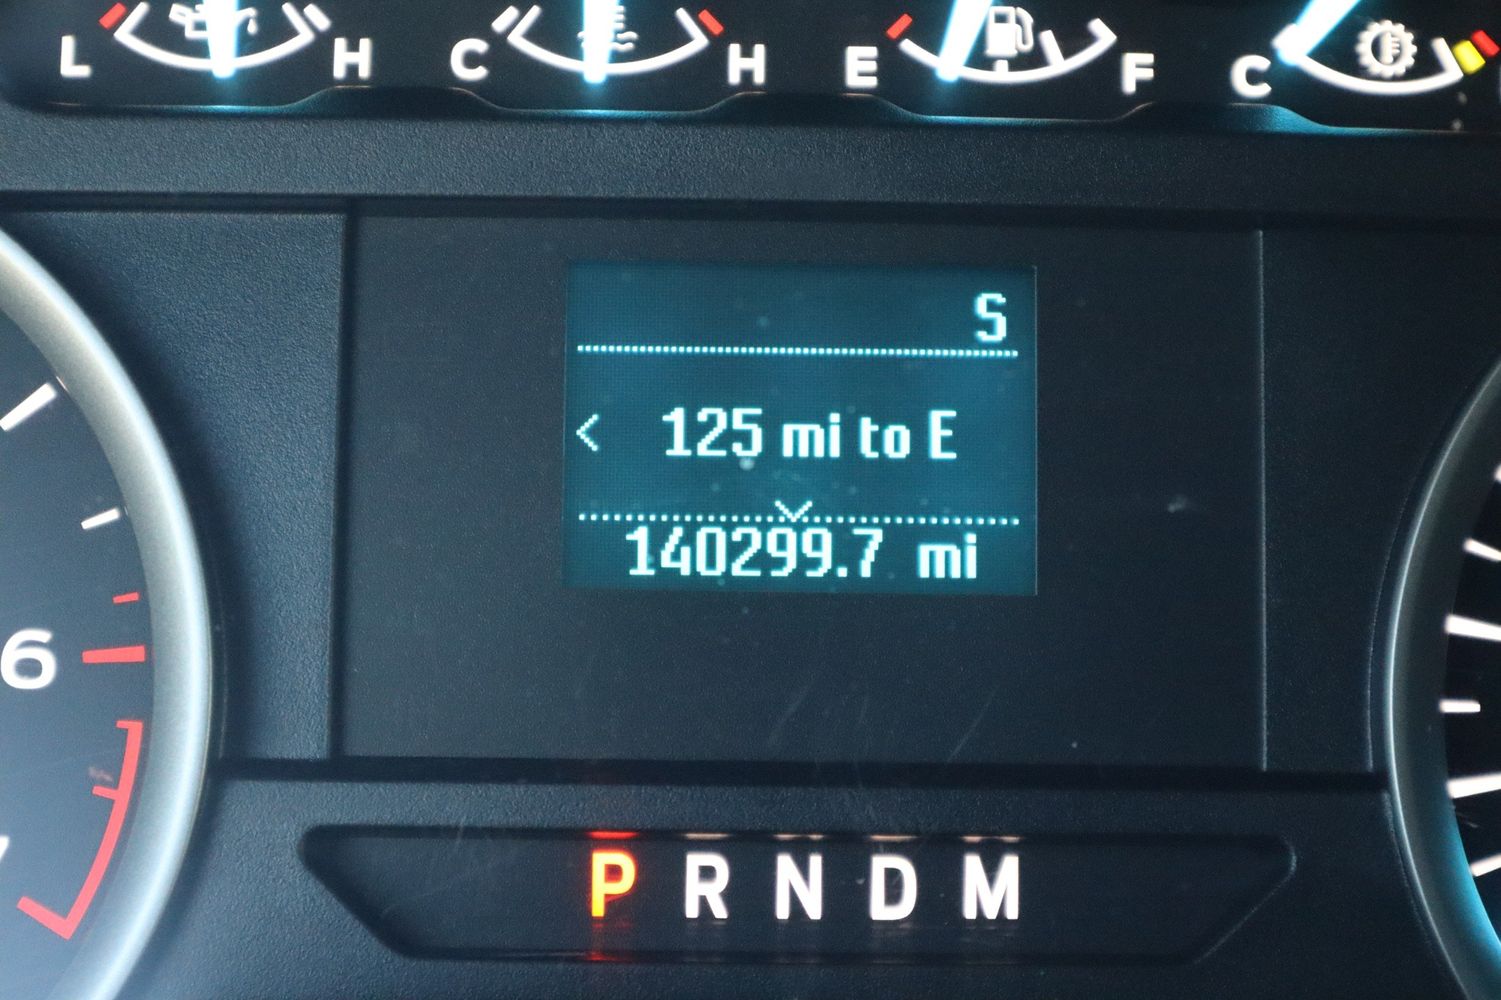 L H C H E F C
S
< 125 mi to E
140299.7 mi
6
P R N D M